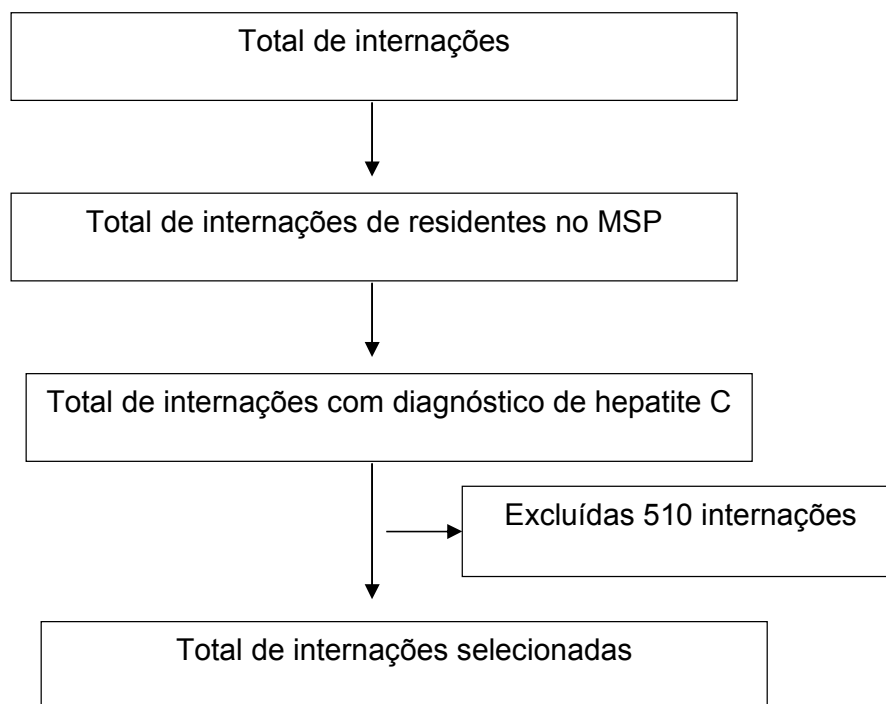 Total de internações
Total de internações de residentes no MSP
Total de internações com diagnóstico de hepatite C
Excluídas 510 internações
Total de internações selecionadas